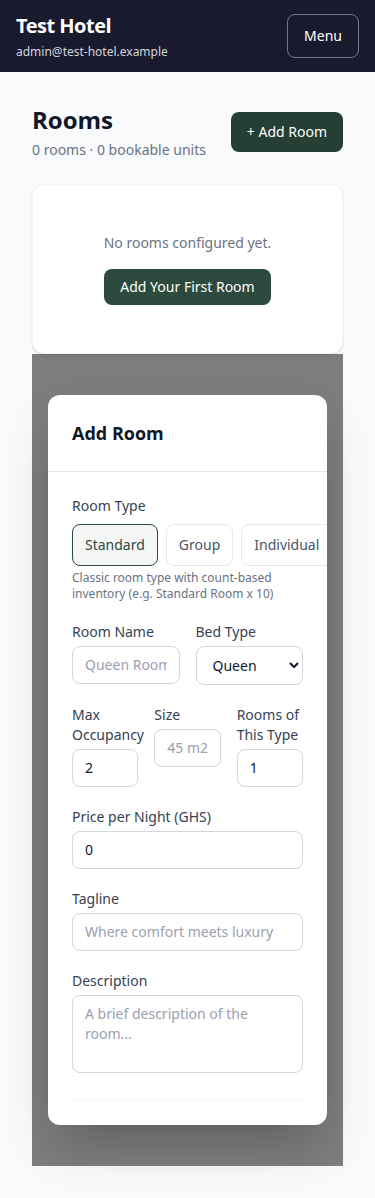 Test Hotel
admin@test-hotel.example
Menu
Rooms
0 rooms · 0 bookable units
+ Add Room
No rooms configured yet.
Add Your First Room
Add Room
Room Type
Standard
Group
Individual
Classic room type with count-based
inventory (e.g. Standard Room x 10)
Room Name
Bed Type
Queen Room
Queen
Max
Occupancy
Size
Rooms of
This Type
2
45 m2
1
Price per Night (GHS)
0
Tagline
Where comfort meets luxury
Description
A brief description of the
room...